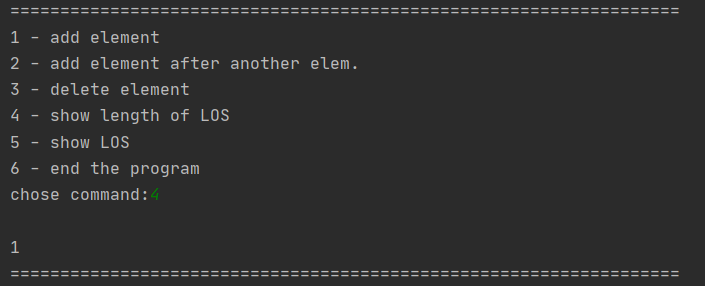 ===================================================================
1 - add element
2 - add element after another elem.
3 - delete element
4 - show length of LOS
5 - show LOS
6 - end the program
chose command:4
1
===================================================================